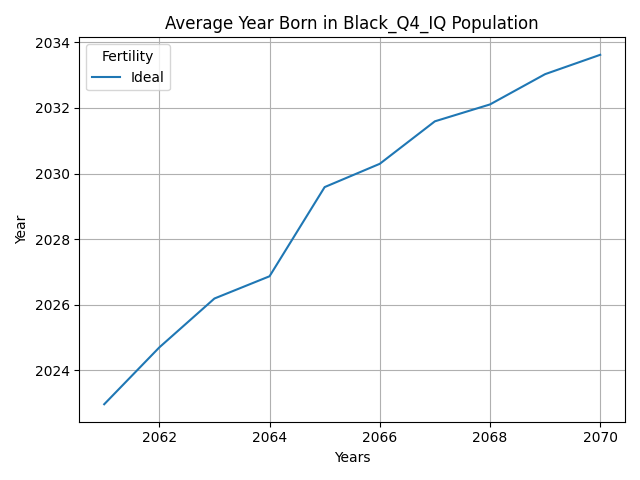 Average Year Born in Black_Q4_IQ Population
Fertility
Ideal
2034
2032
2030
2028
2026
2024
Year
2062 2064 2066 2068 2070
Years